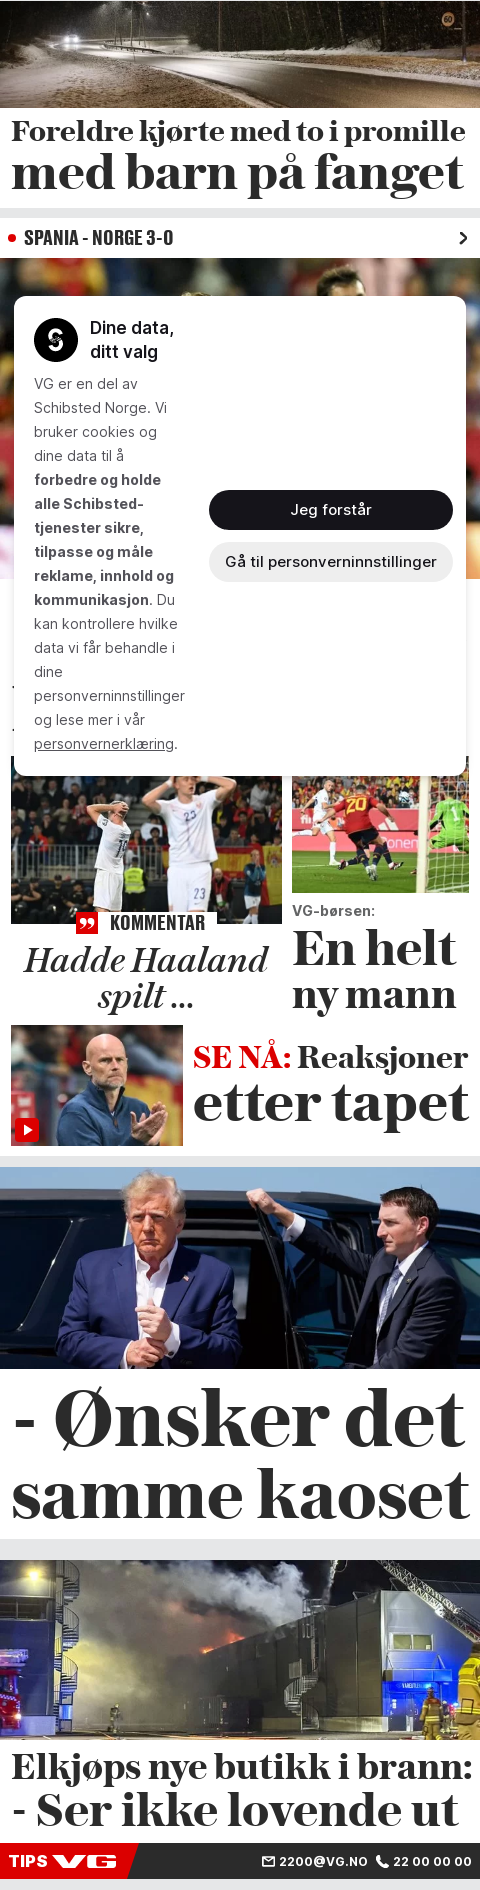 60
Foreldre kjørte med to i promille
med barn på fanget
SPANIA - NORGE 3-0
Dine data,
ditt valg
VG er en del av
Schibsted Norge. Vi
bruker cookies og
dine data til å
forbedre og holde
alle Schibsted-
tjenester sikre,
tilpasse og måle
reklame, innhold og
kommunikasjon. Du
kan kontrollere hvilke
data vi får behandle i
dine
personverninnstillinger
og lese mer i vår
personvernerklæring.
Jeg forstår
Gå til personverninnstillinger
23
23
20
KOMMENTAR
Hadde Haaland
spilt ...
VG-børsen:
En helt
ny mann
SE NÅ: Reaksjoner
etter tapet
- Ønsker det
samme kaoset
Elkjøps nye butikk i brann:
- Ser ikke lovende ut
TIPS VG
2200@VG.NO 22 00 00 00